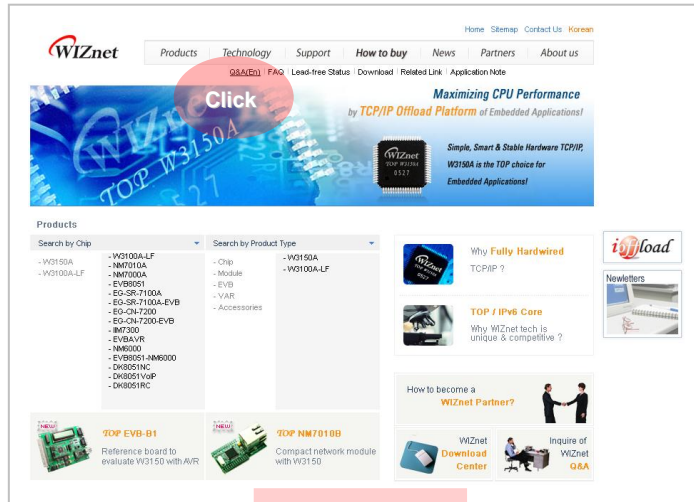 Home Sitemap Contact Us Korean
WIZnet
Products Technology Support How to buy News Partners About us
Q&A(En) FAQ Lead-free Status Download Related Link Application Note
Click
Maximizing CPU Performance
by TCP/IP Offload Platform of Embedded Applications!
WIZnet
TOP W3150A
WIZnet
TOP W3150A
0527
Simple, Smart & Stable Hardware TCP/IP,
W3150A is the TOP choice for
Embedded Applications!
Products
Search by Chip
- W3150A
- W3100A-LF
- W3100A-LF
- NM7010A
- NM7000A
- EVB8051
- EG-SR-7100A
- EG-SR-7100A-EVB
- EG-CN-7200
- EG-CN-7200-EVB
- IIM7300
- EVBAVR
- NM6000
- EVB8051-NM6000
- DK8051NC
- DK8051VoIP
- DK8051RC
Search by Product Type
- Chip
- Module
- EVB
- VAR
- Accessories
- W3150A
- W3100A-LF
Why Fully Hardwired
TCP/IP ?
TOP / IPv6 Core
Why WIZnet tech is
unique & competitive ?
i offload
Newletters
How to become a
WIZnet Partner?
NEW
TOP EVB-B1
Reference board to
evaluate W3150 with AVR
NEW
TOP NM7010B
Compact network module
with W3150
WIZnet
Download
Center
Inquire of
WIZnet
Q&A